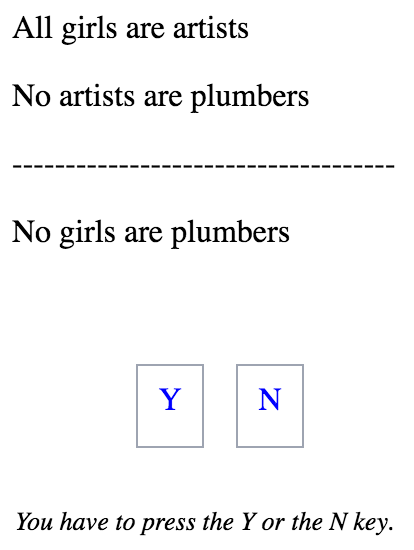 All girls are artists
No artists are plumbers
------------------------------------
No girls are plumbers
Y N
You have to press the Y or the N key.